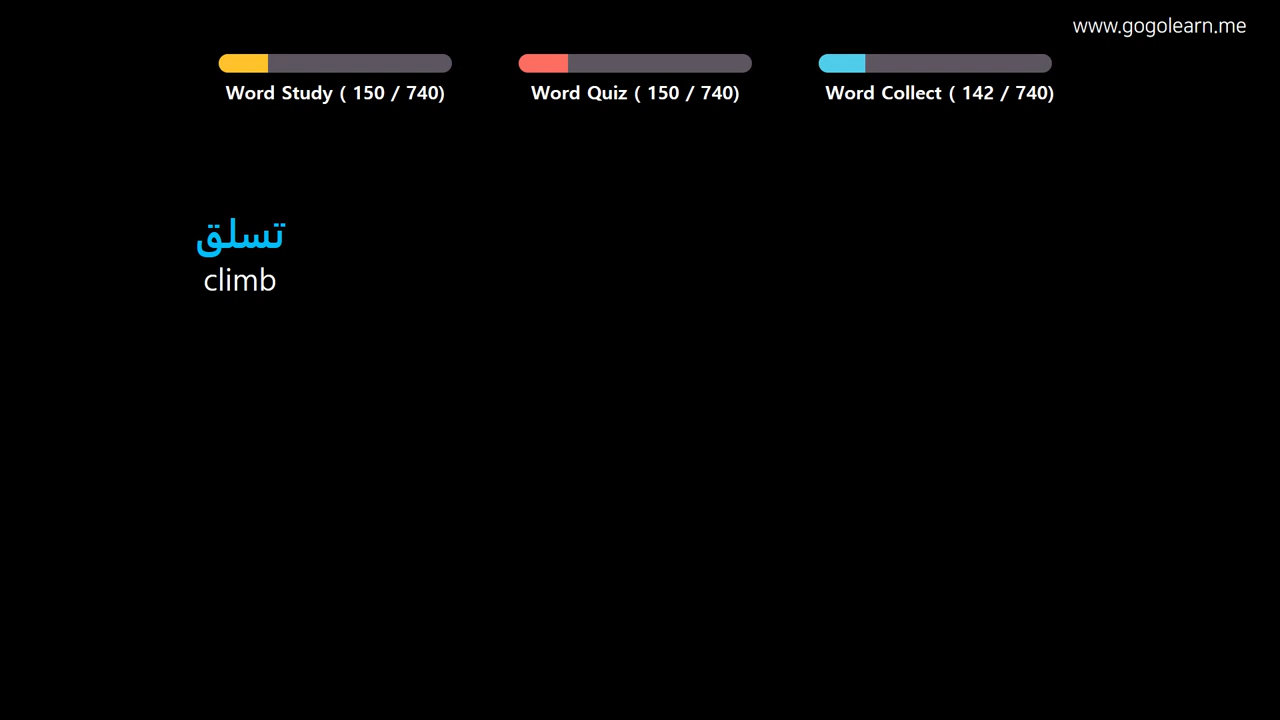 www.gogolearn.me
Word Study ( 150 / 740)
Word Quiz ( 150 / 740)
Word Collect ( 142 / 740)
تسلق
climb